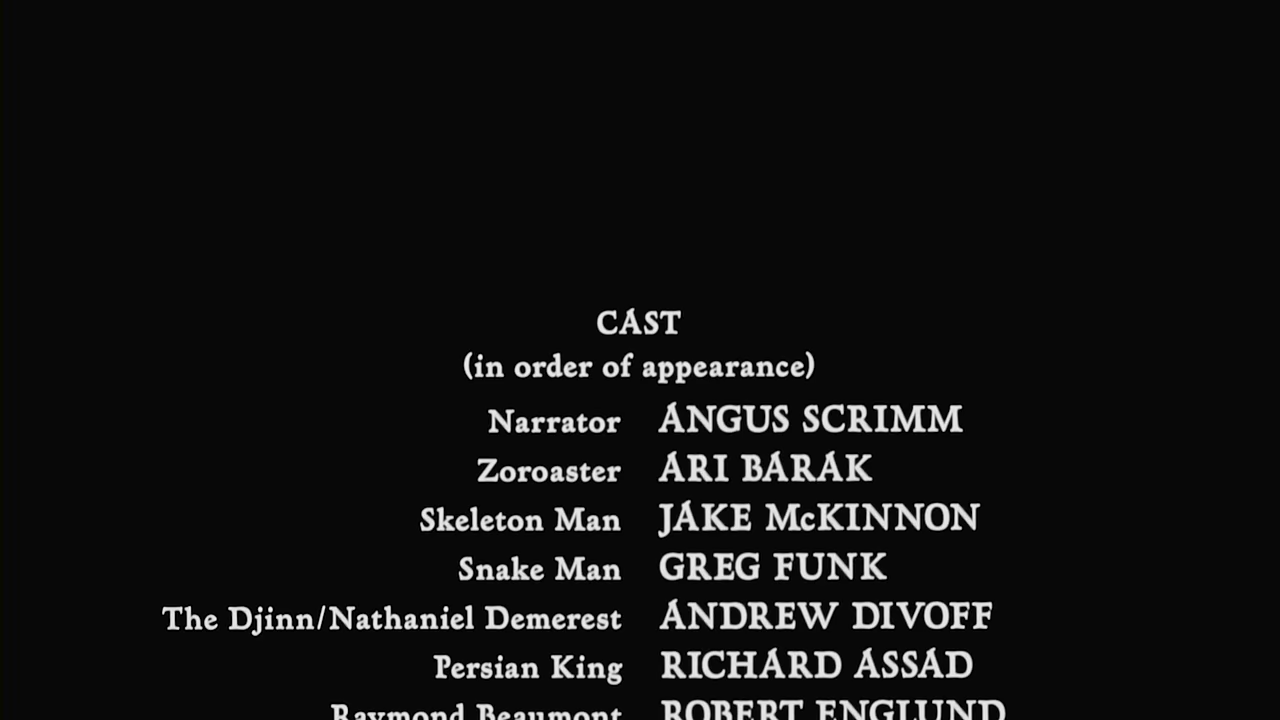 CAST
(in order of appearance)
Narrator ANGUS SCRIMM
Zoroaster ARI BARAK
Skeleton Man JAKE McKINNON
Snake Man GREG FUNK
The Djinn/Nathaniel Demerest ANDREW DIVOFF
Persian King RICHARD ASSAD
Raymond Beaumont ROBERT ENGLUND